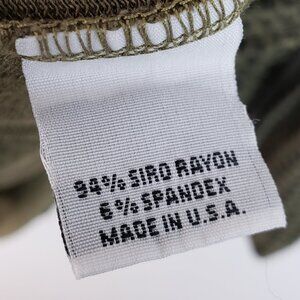 94% SIRO RAYON
6% SPANDEX
MADE IN U.S.A.